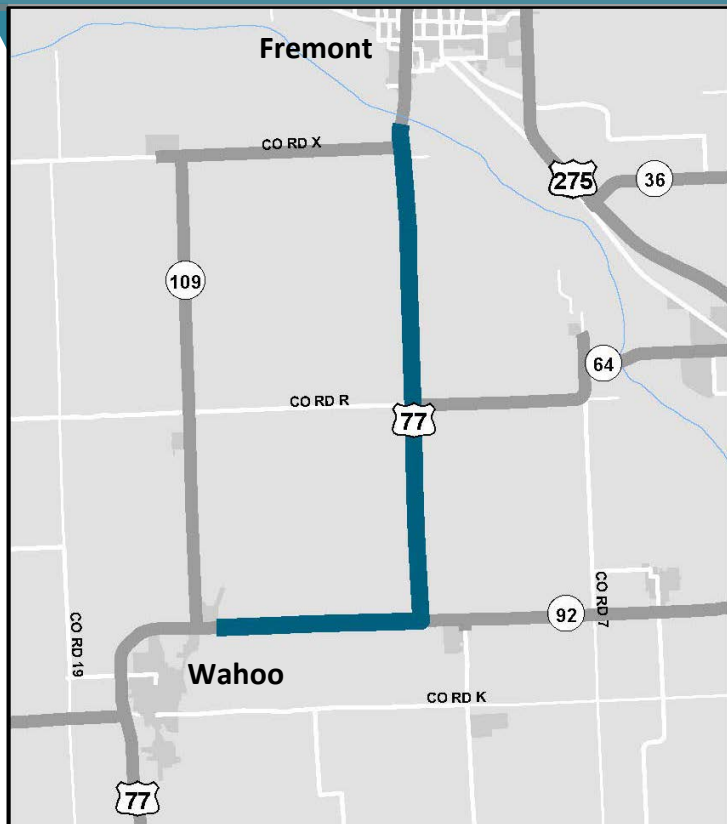 Fremont
CO RD X
275
36
109
64
CO RD R
77
CO RD 19
CO RD 7
92
Wahoo
CO RD K
77